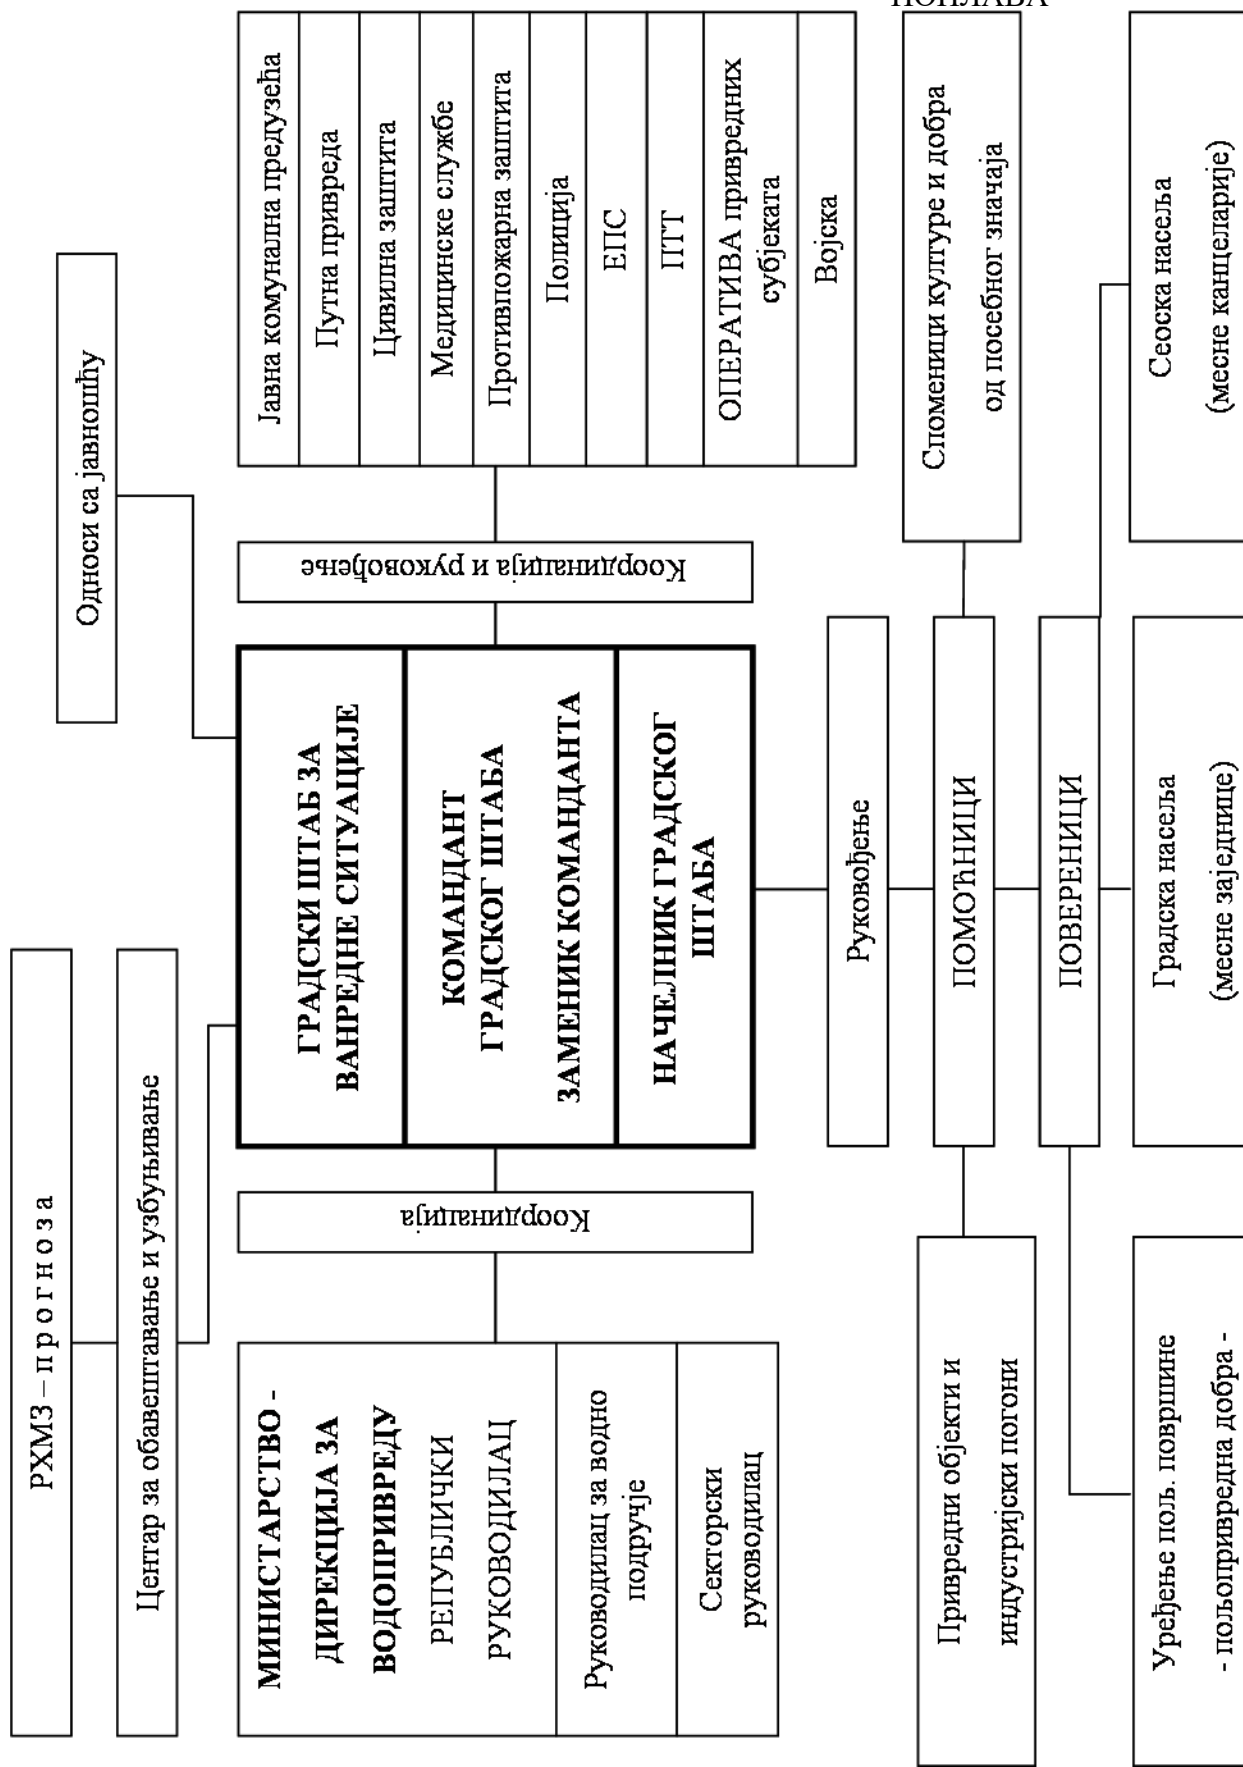 ПОПЛАВА
РХМЗ – п р о г н о з а
Центар за обавештавање и узбуњивање
Односи са јавношћу
МИНИСТАРСТВО -
ДИРЕКЦИЈА ЗА
ВОДОПРИВРЕДУ
РЕПУБЛИЧКИ
РУКОВОДИЛАЦ
Руководилац за водно
подручје
Секторски
руководилац
Координација
ГРАДСКИ ШТАБ ЗА
ВАНРЕДНЕ СИТУАЦИЈЕ
КОМАНДАНТ
ГРАДСКОГ ШТАБА
ЗАМЕНИК КОМАНДАНТА
НАЧЕЛНИК ГРАДСКОГ
ШТАБА
Координација и руковођење
Јавна комунална предузећа
Путна привреда
Цивилна заштита
Медицинске службе
Противпожарна заштита
Полиција
ЕПС
ПТТ
ОПЕРАТИВА привредних
субјеката
Војска
Руковођење
Привредни објекти и
индустријски погони
ПОМОЋНИЦИ
Споменици културе и добра
од посебног значаја
ПОВЕРЕНИЦИ
Уређење пољ. површине
- пољопривредна добра -
Градска насеља
(месне заједнице)
Сеоска насеља
(месне канцеларије)